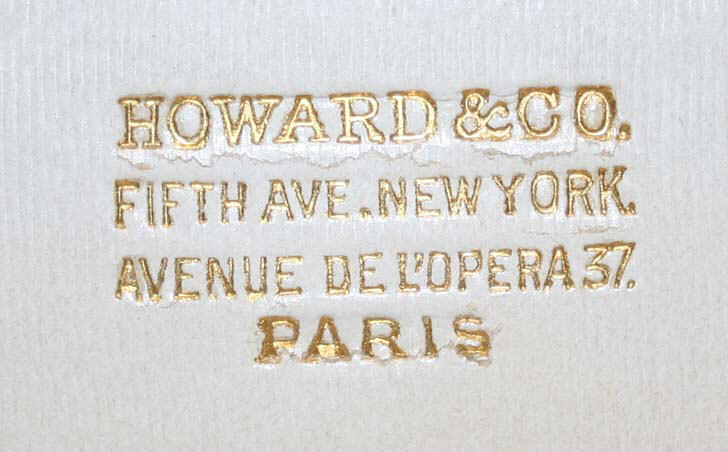 HOWARD & CO.
FIFTH AVE. NEW YORK.
AVENUE DE L'OPERA 37.
PARIS